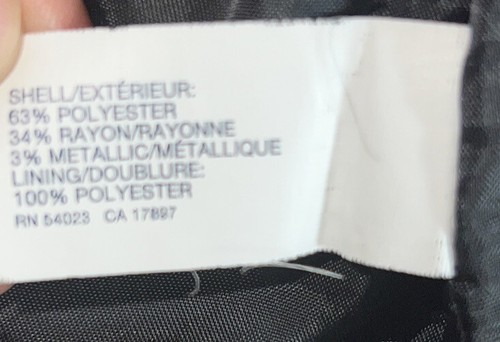 SHELL/EXTÉRIEUR:
63% POLYESTER
34% RAYON/RAYONNE
3% METALLIC/MÉTALLIQUE
LINING/DOUBLURE:
100% POLYESTER
RN 54023 CA 17897